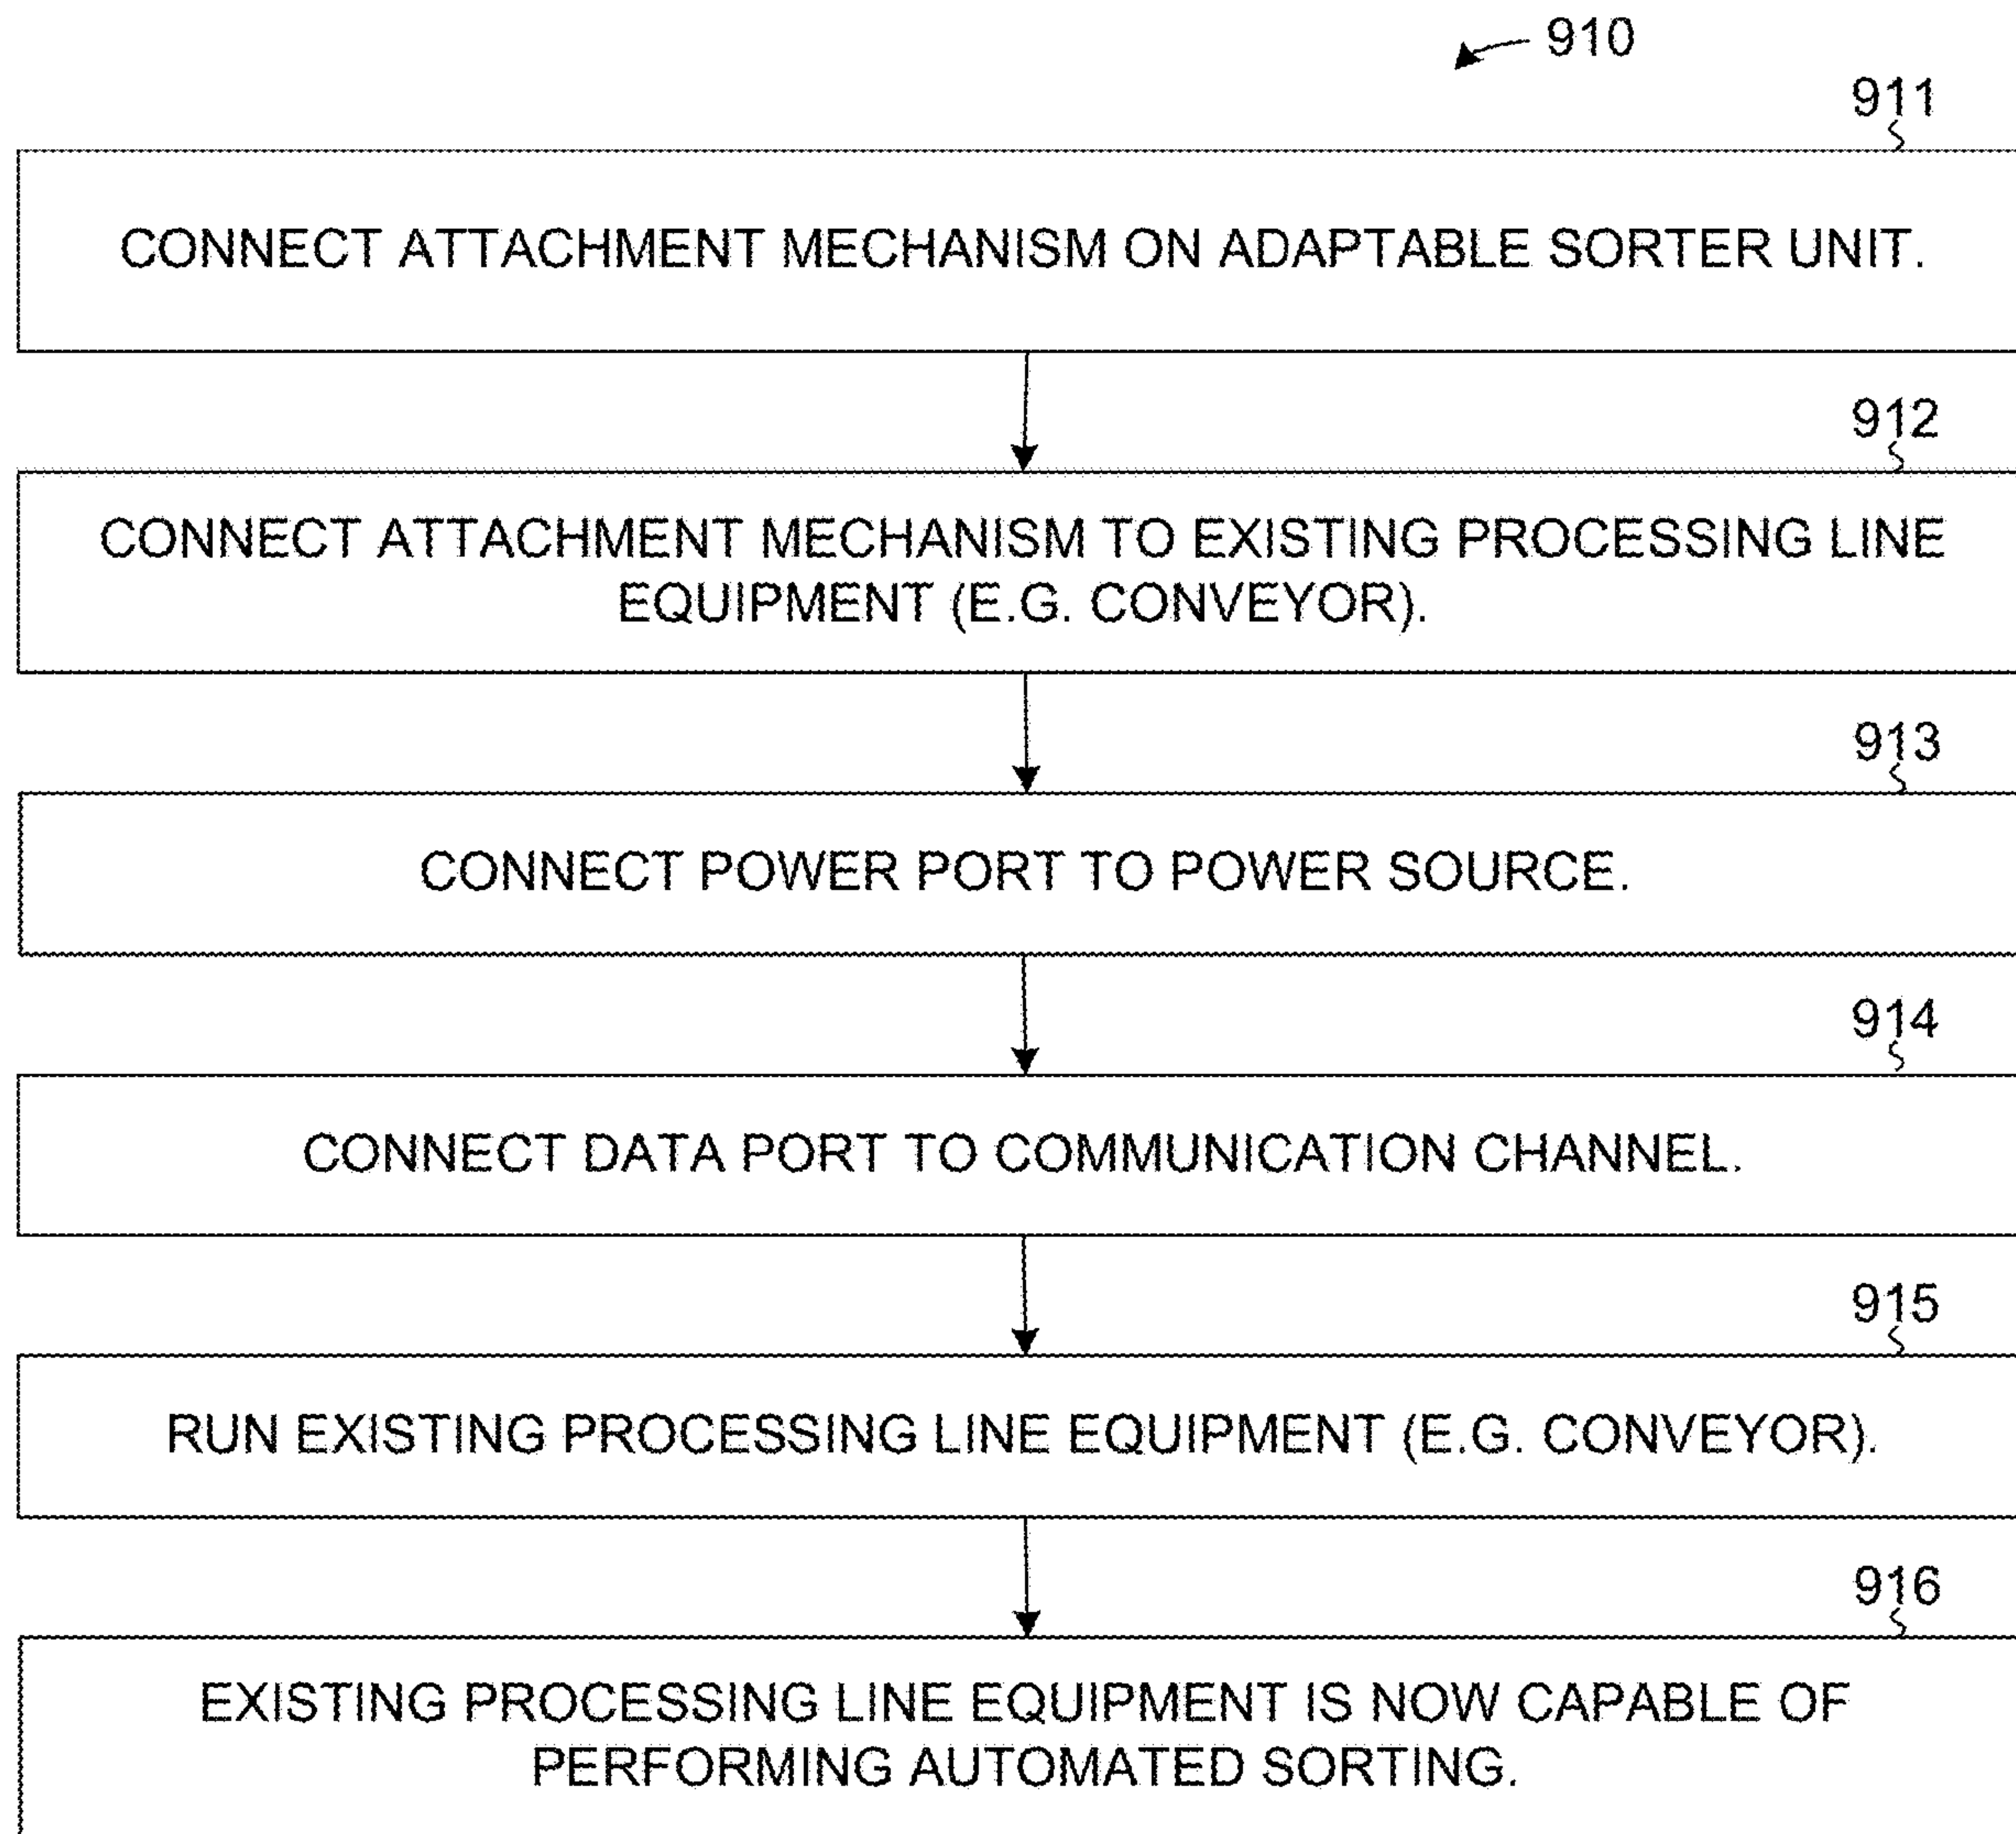 910
911
CONNECT ATTACHMENT MECHANISM ON ADAPTABLE SORTER UNIT.
912
CONNECT ATTACHMENT MECHANISM TO EXISTING PROCESSING LINE
EQUIPMENT (E.G. CONVEYOR).
913
CONNECT POWER PORT TO POWER SOURCE.
914
CONNECT DATA PORT TO COMMUNICATION CHANNEL.
915
RUN EXISTING PROCESSING LINE EQUIPMENT (E.G. CONVEYOR).
916
EXISTING PROCESSING LINE EQUIPMENT IS NOW CAPABLE OF
PERFORMING AUTOMATED SORTING.